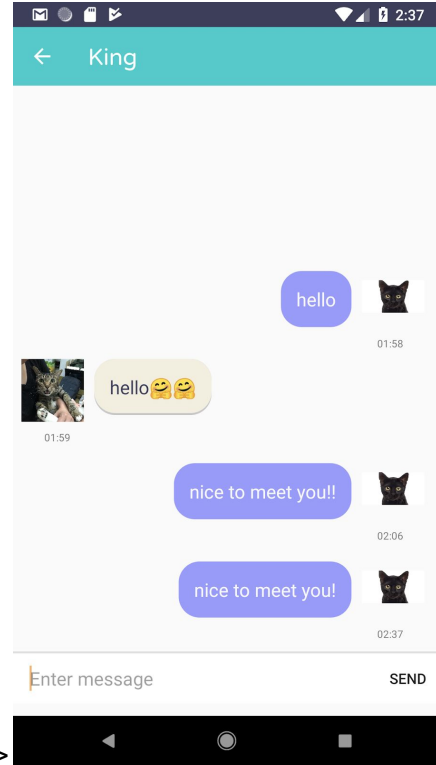 2:37
← King
hello
01:58
hello🤗🤗
01:59
nice to meet you!!
02:06
nice to meet you!
02:37
Enter message SEND
>